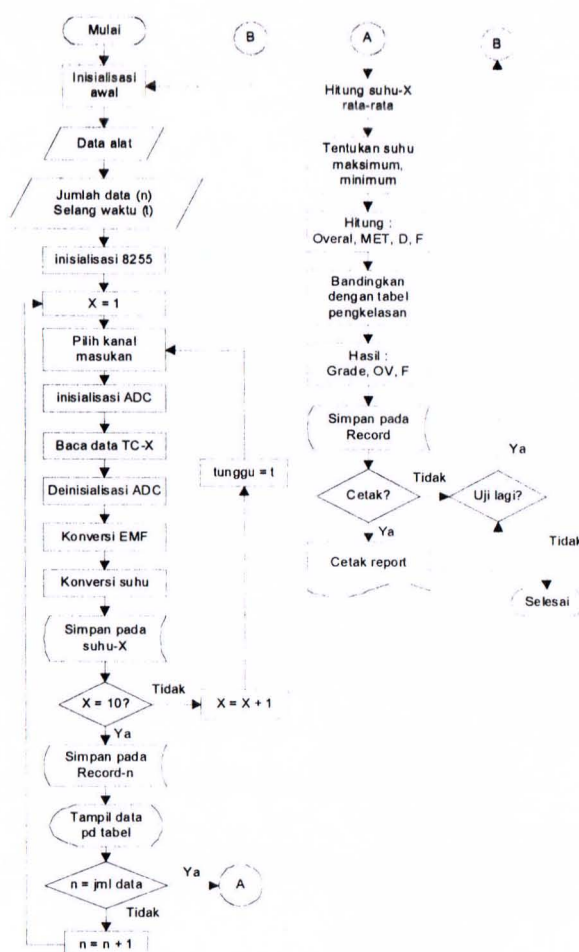 Mulai
Inisialisasi
awal
Data alat
Jumlah data (n)
Selang waktu (t)
inisialisasi 8255
X = 1
Pilih kanal
masukan
inisialisasi ADC
Baca data TC-X
Deinisialisasi ADC
Konversi EMF
Konversi suhu
Simpan pada
suhu-X
X = 10?
Tidak
X = X + 1
tunggu = t
Ya
Simpan pada
Record-n
Tampil data
pd tabel
n = jml data
Ya
A
Tidak
n = n + 1
B
A
Hitung suhu-X
rata-rata
Tentukan suhu
maksimum,
minimum
Hitung :
Overal, MET, D, F
Bandingkan
dengan tabel
pengkelasan
Hasil :
Grade, OV, F
Simpan pada
Record
Cetak?
Tidak
Ya
Cetak report
B
Ya
Uji lagi?
Tidak
Selesai